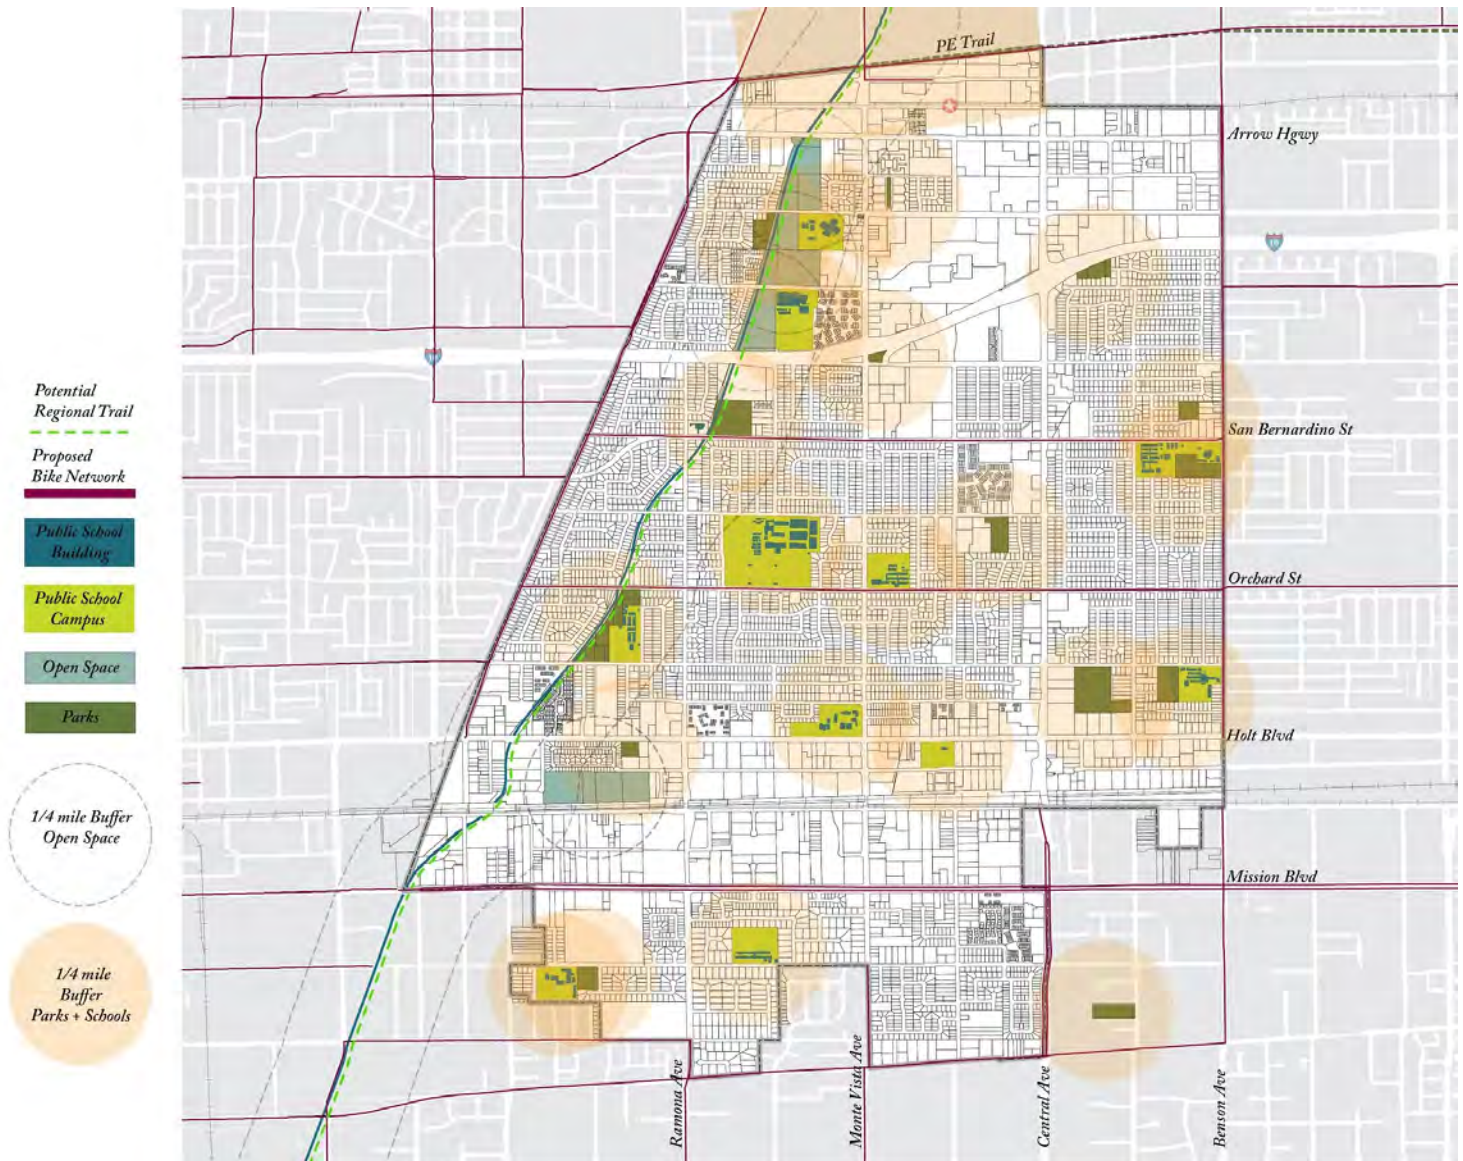 PE Trail
Arrow Hgwy
10
10
Potential
Regional Trail
Proposed
Bike Network
San Bernardino St
Public School
Building
Public School
Campus
Orchard St
Open Space
Parks
Holt Blvd
1/4 mile Buffer
Open Space
Mission Blvd
1/4 mile
Buffer
Parks + Schools
Ramona Ave
Monte Vista Ave
Central Ave
Benson Ave